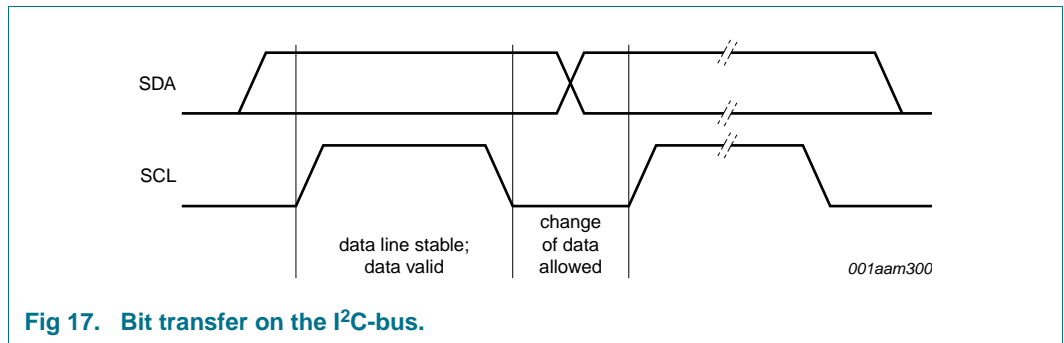 SDA
SCL
data line stable;
data valid
change
of data
allowed
001aam300
Fig 17. Bit transfer on the I²C-bus.